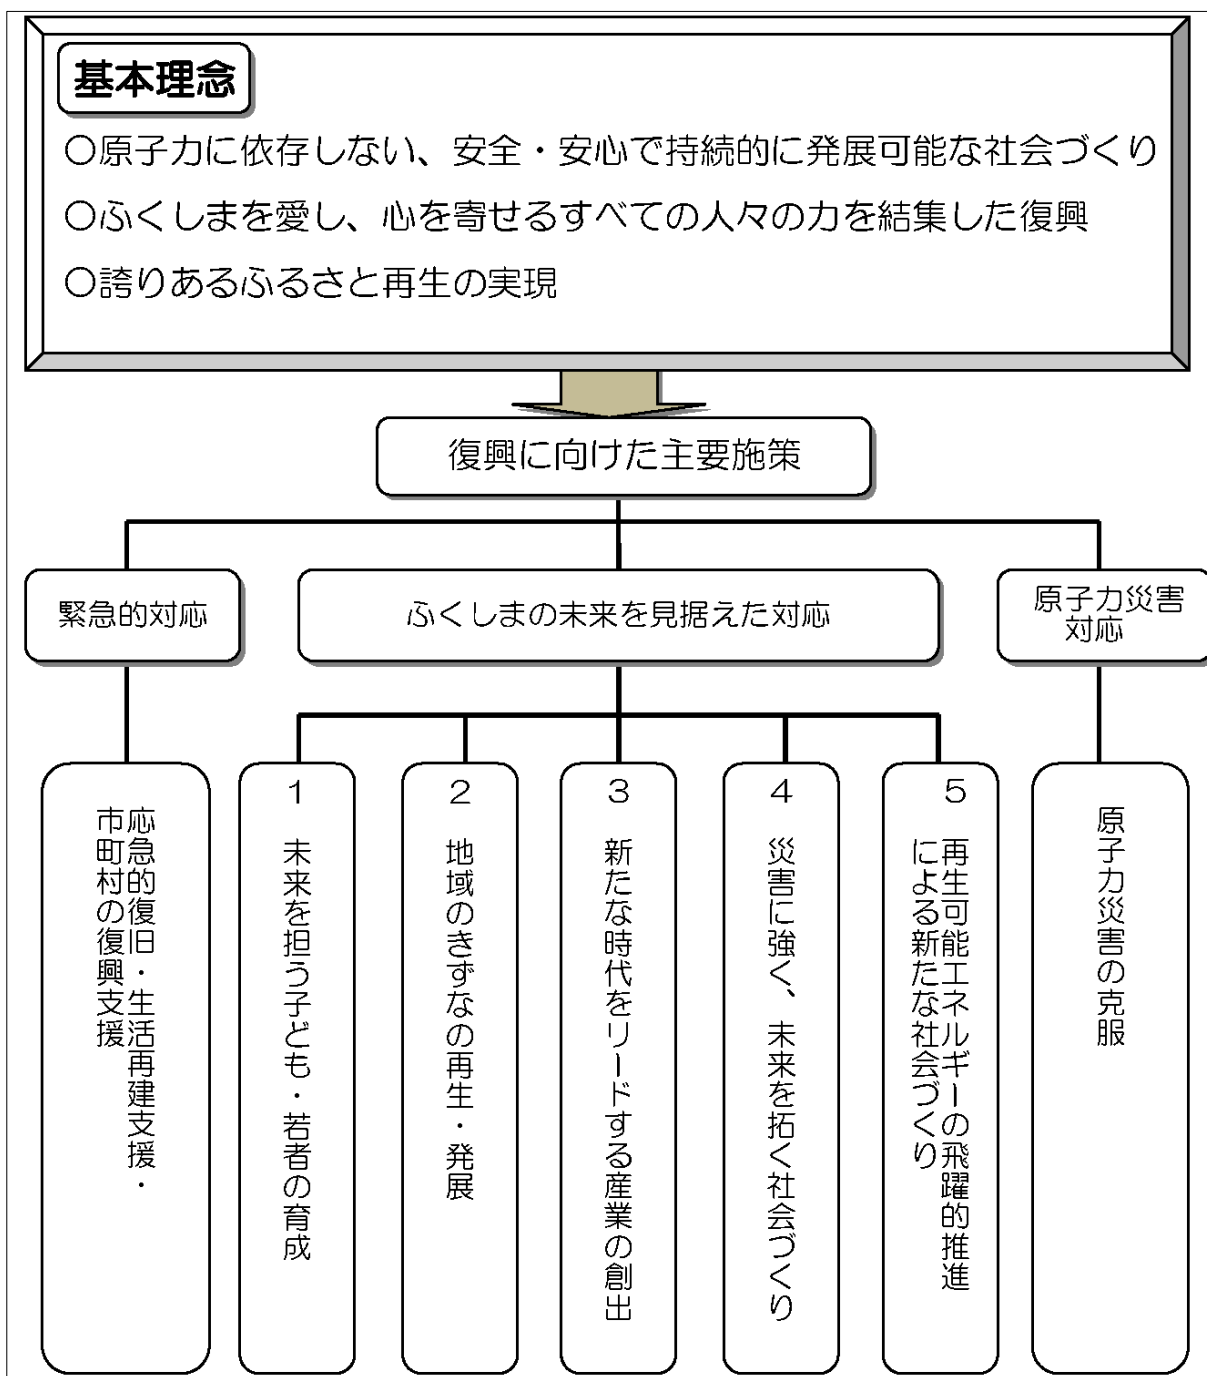 基本理念
○原子力に依存しない、安全・安心で持続的に発展可能な社会づくり
○ふくしまを愛し、心を寄せるすべての人々の力を結集した復興
○誇りあるふるさと再生の実現
復興に向けた主要施策
緊急的対応
ふくしまの未来を見据えた対応
原子力災害
対応
応急的復旧・生活再建支援・
市町村の復興支援
1 未来を担う子ども・若者の育成
2 地域のきずなの再生・発展
3 新たな時代をリードする産業の創出
4 災害に強く、未来を拓く社会づくり
5 再生可能エネルギーの飛躍的推進
による新たな社会づくり
原子力災害の克服